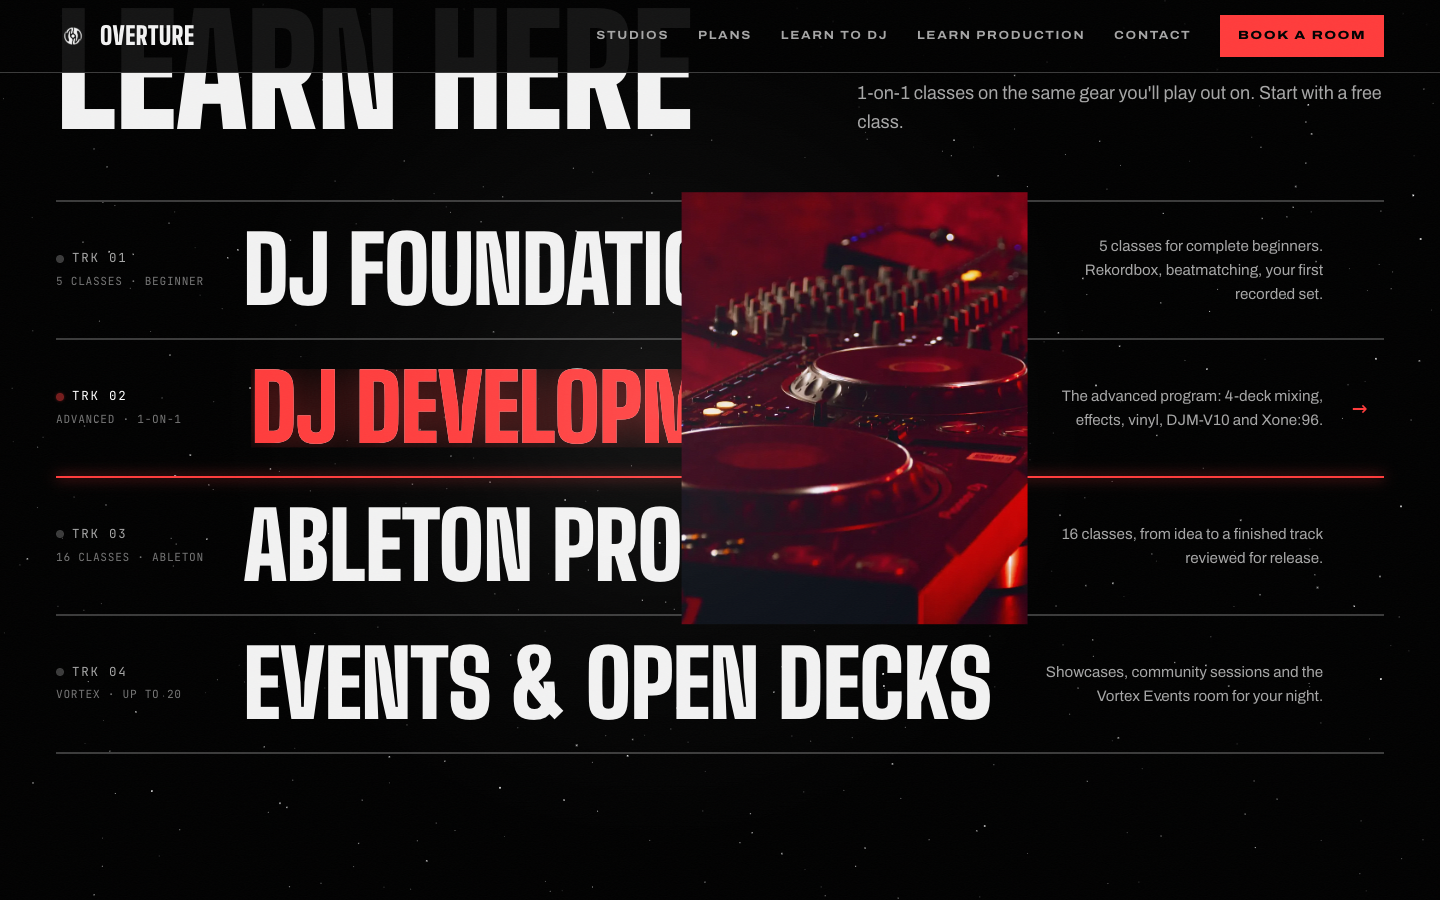 OVERTURE
STUDIOS PLANS LEARN TO DJ LEARN PRODUCTION CONTACT BOOK A ROOM
LEARN HERE
1-on-1 classes on the same gear you'll play out on. Start with a free
class.
TRK 01
5 CLASSES · BEGINNER
DJ FOUNDATIO
5 classes for complete beginners.
Rekordbox, beatmatching, your first
recorded set.
TRK 02
ADVANCED · 1-ON-1
DJ DEVELOPM
The advanced program: 4-deck mixing,
effects, vinyl, DJM-V10 and Xone:96.
→
TRK 03
16 CLASSES · ABLETON
ABLETON PRO
16 classes, from idea to a finished track
reviewed for release.
TRK 04
VORTEX · UP TO 20
EVENTS & OPEN DECKS
Showcases, community sessions and the
Vortex Events room for your night.